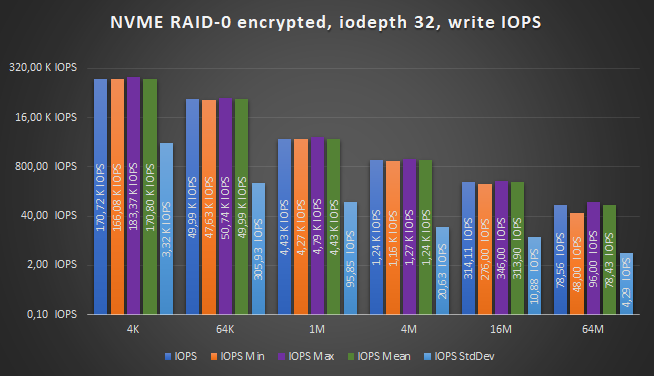 NVME RAID-0 encrypted, iodepth 32, write IOPS
320,00 K IOPS
16,00 K IOPS
800,00 IOPS
40,00 IOPS
2,00 IOPS
0,10 IOPS
170,72 K IOPS
166,08 K IOPS
183,37 K IOPS
170,80 K IOPS
3,32 K IOPS
49,99 K IOPS
47,63 K IOPS
50,74 K IOPS
49,99 K IOPS
305,93 IOPS
4,43 K IOPS
4,27 K IOPS
4,79 K IOPS
4,43 K IOPS
95,85 IOPS
1,24 K IOPS
1,16 K IOPS
1,27 K IOPS
1,24 K IOPS
20,63 IOPS
314,11 IOPS
276,00 IOPS
346,00 IOPS
313,90 IOPS
10,88 IOPS
78,56 IOPS
48,00 IOPS
96,00 IOPS
78,43 IOPS
4,29 IOPS
4K 64K 1M 4M 16M 64M
IOPS IOPS Min IOPS Max IOPS Mean IOPS StdDev